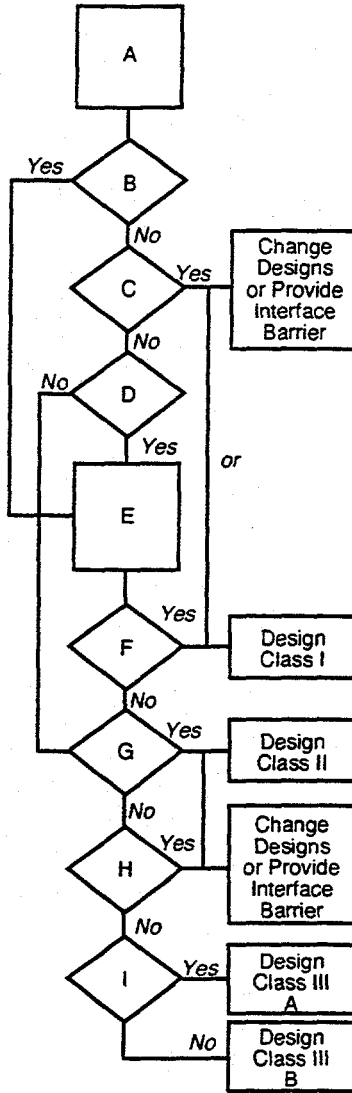 A
Yes
B
No
C
Yes
Change
Designs
or Provide
Interface
Barrier
No
No
D
Yes
or
E
Yes
F
Design
Class I
No
Yes
G
Design
Class II
No
Yes
H
Change
Designs
or Provide
Interface
Barrier
No
I
Yes
Design
Class III
A
No
Design
Class III
B